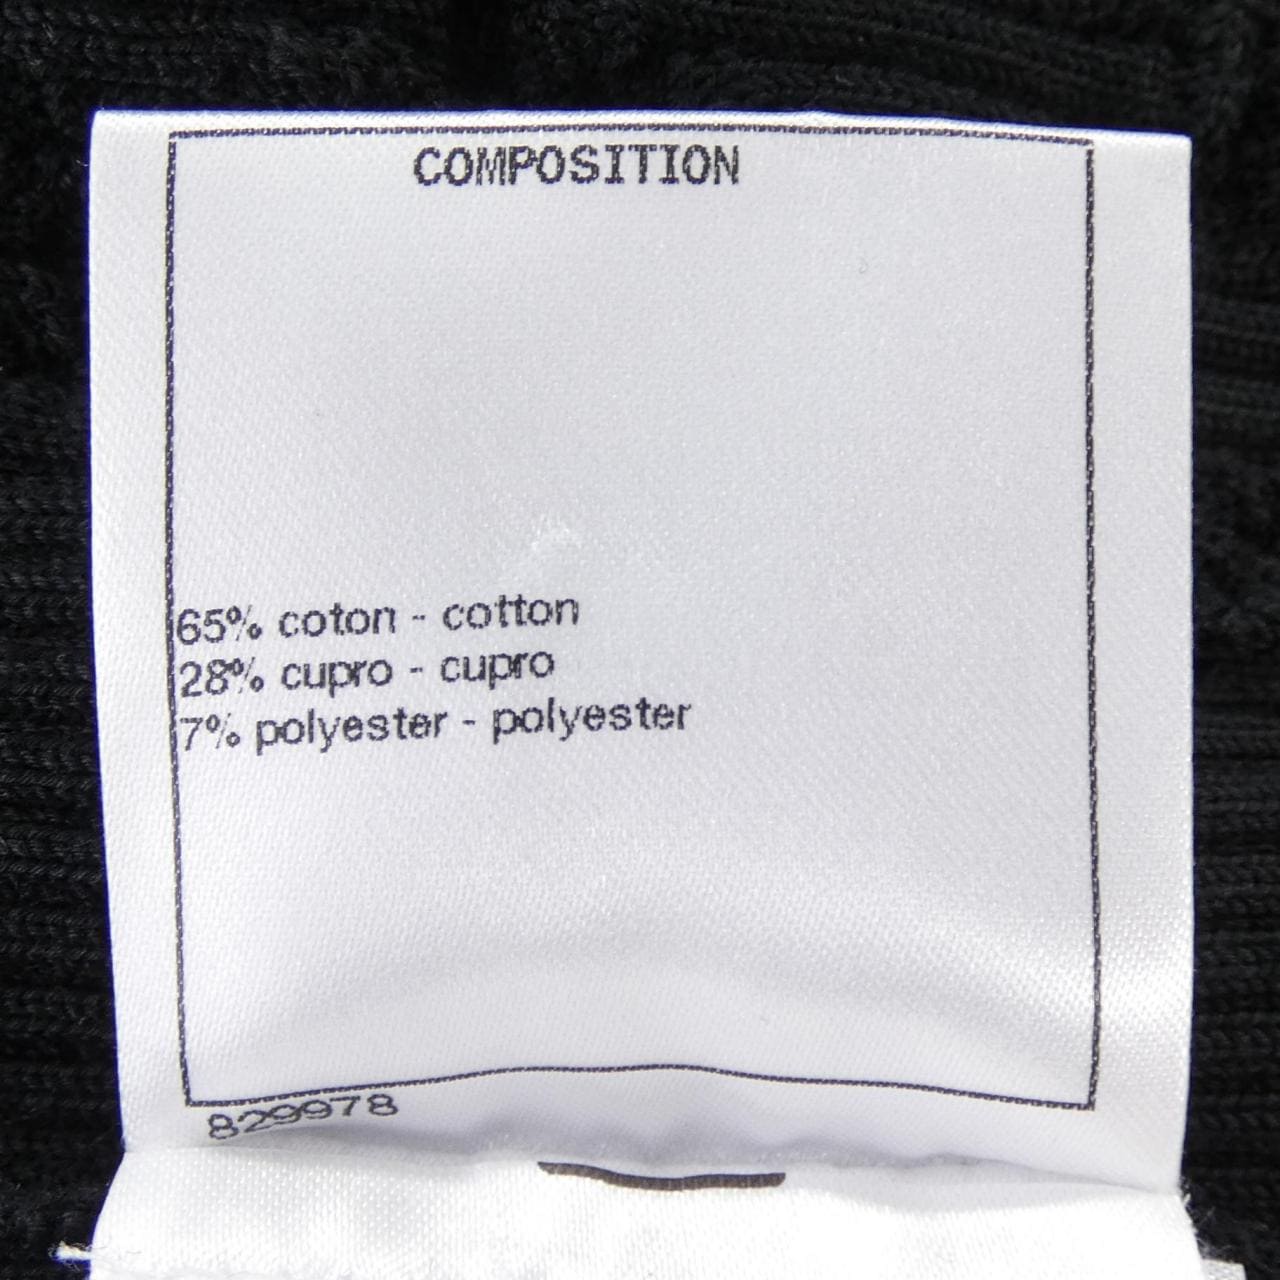 COMPOSITION
65% coton - cotton
28% cupro - cupro
7% polyester - polyester
829978